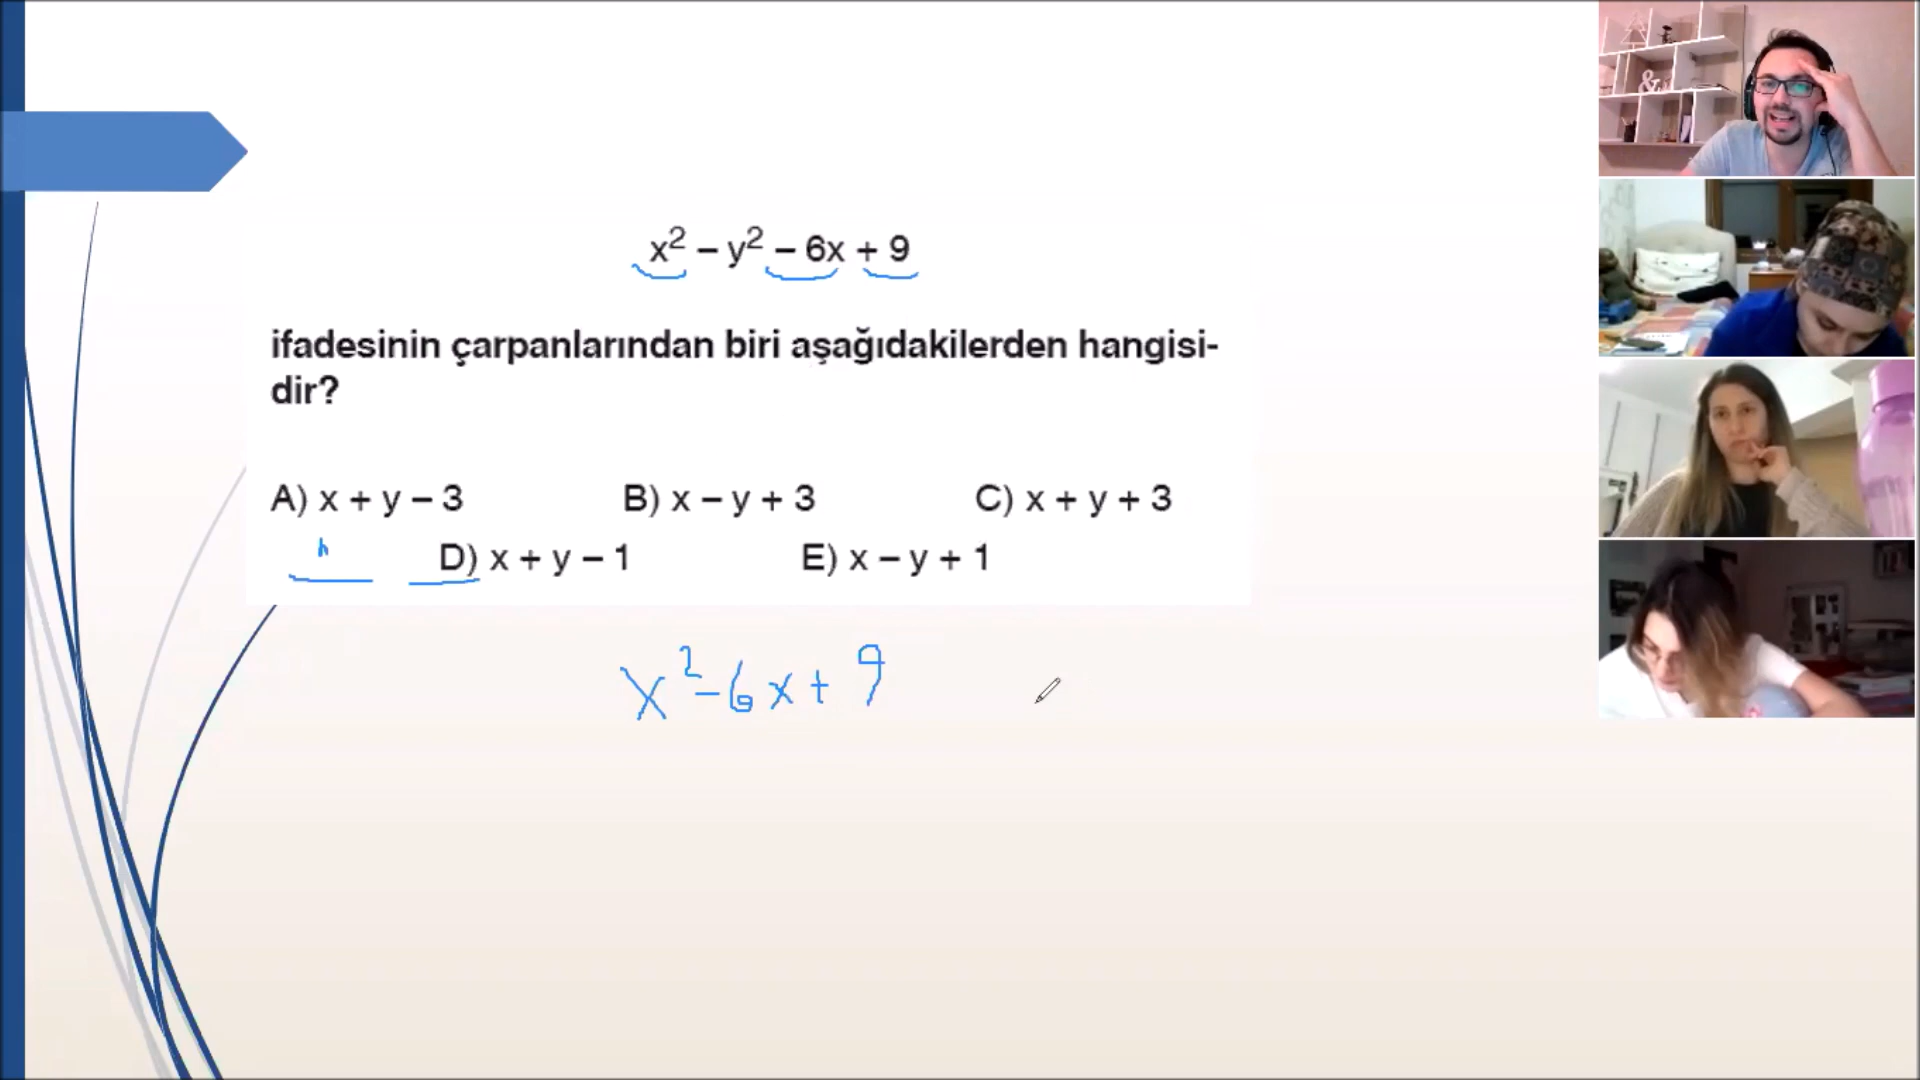 x² – y² – 6x + 9
ifadesinin çarpanlarından biri aşağıdakilerden hangisi-
dir?
A) x + y – 3 B) x – y + 3 C) x + y + 3
D) x + y – 1 E) x – y + 1
x² - 6x + 9